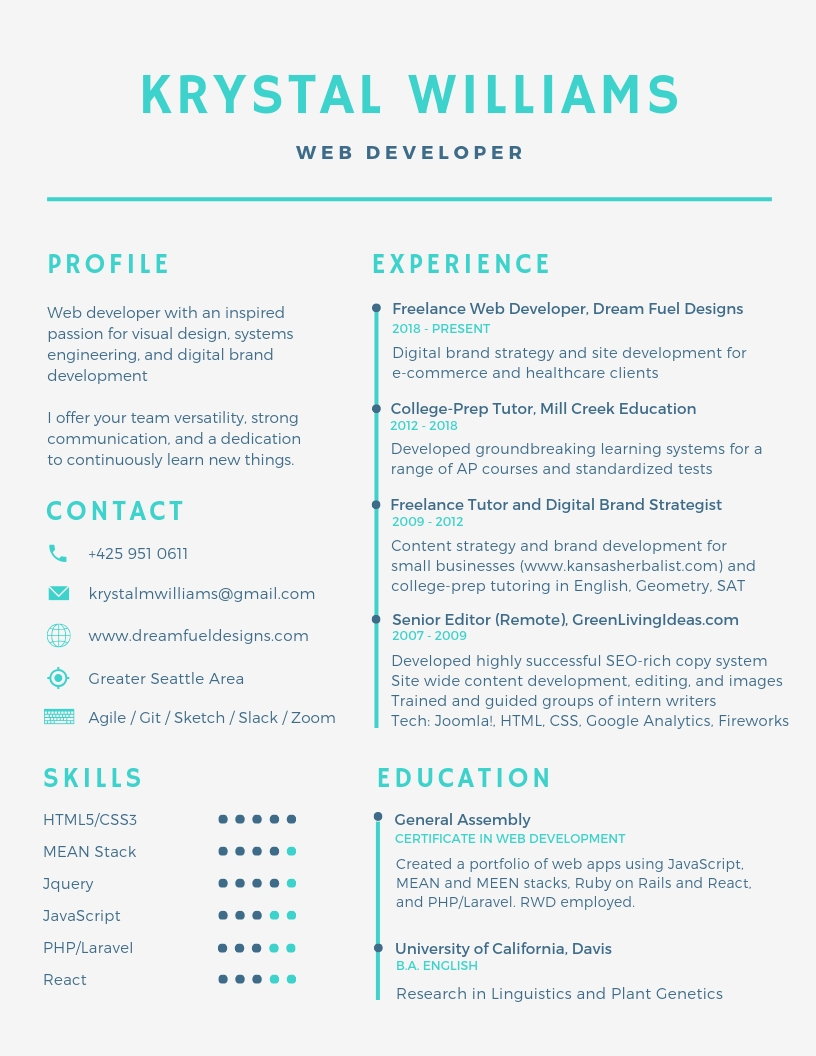 KRYSTAL WILLIAMS
WEB DEVELOPER
PROFILE
Web developer with an inspired
passion for visual design, systems
engineering, and digital brand
development
I offer your team versatility, strong
communication, and a dedication
to continuously learn new things.
CONTACT
+425 951 0611
krystalmwilliams@gmail.com
www.dreamfueldesigns.com
Greater Seattle Area
Agile / Git / Sketch / Slack / Zoom
EXPERIENCE
Freelance Web Developer, Dream Fuel Designs
2018 - PRESENT
Digital brand strategy and site development for
e-commerce and healthcare clients
College-Prep Tutor, Mill Creek Education
2012 - 2018
Developed groundbreaking learning systems for a
range of AP courses and standardized tests
Freelance Tutor and Digital Brand Strategist
2009 - 2012
Content strategy and brand development for
small businesses (www.kansasherbalist.com) and
college-prep tutoring in English, Geometry, SAT
Senior Editor (Remote), GreenLivingIdeas.com
2007 - 2009
Developed highly successful SEO-rich copy system
Site wide content development, editing, and images
Trained and guided groups of intern writers
Tech: Joomla!, HTML, CSS, Google Analytics, Fireworks
SKILLS
HTML5/CSS3
MEAN Stack
Jquery
JavaScript
PHP/Laravel
React
EDUCATION
General Assembly
CERTIFICATE IN WEB DEVELOPMENT
Created a portfolio of web apps using JavaScript,
MEAN and MEEN stacks, Ruby on Rails and React,
and PHP/Laravel. RWD employed.
University of California, Davis
B.A. ENGLISH
Research in Linguistics and Plant Genetics